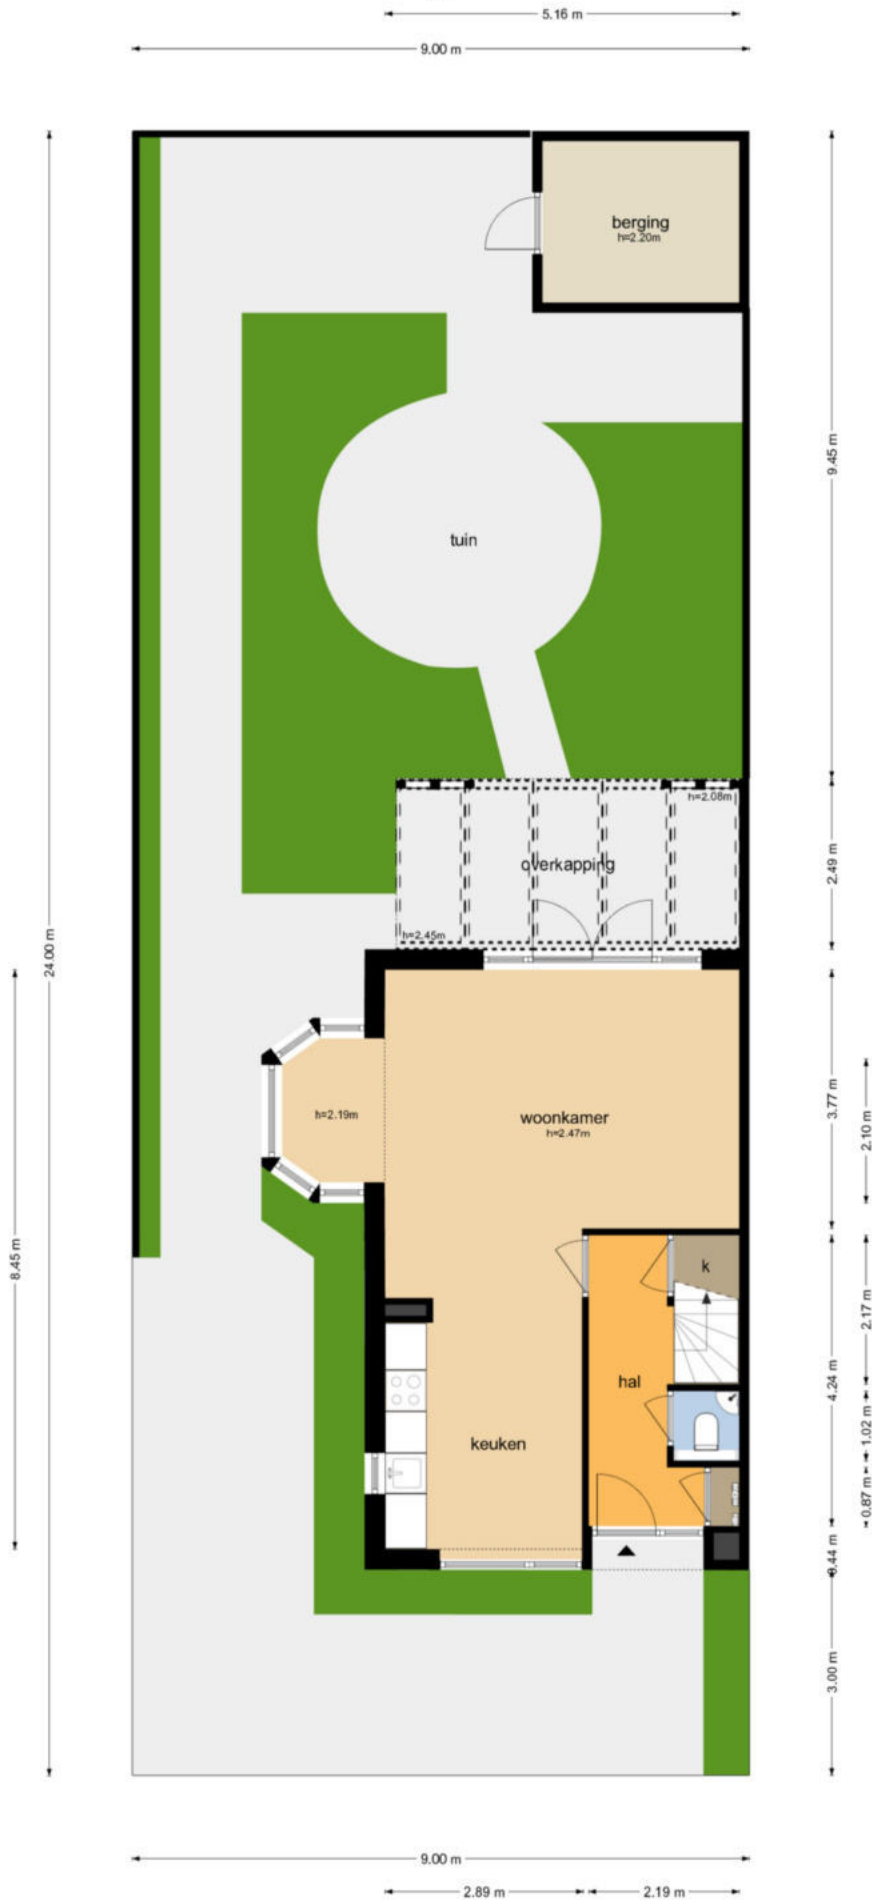 5.16 m
9.00 m
berging
h=2.20m
9.45 m
tuin
h=2.08m
overkapping
2.49 m
h=2.45m
24.00 m
h=2.19m
woonkamer
h=2.47m
3.77 m
2.10 m
8.45 m
k
2.17 m
hal
4.24 m
1.02 m
keuken
0.87 m
0.44 m
3.00 m
9.00 m
2.89 m
2.19 m